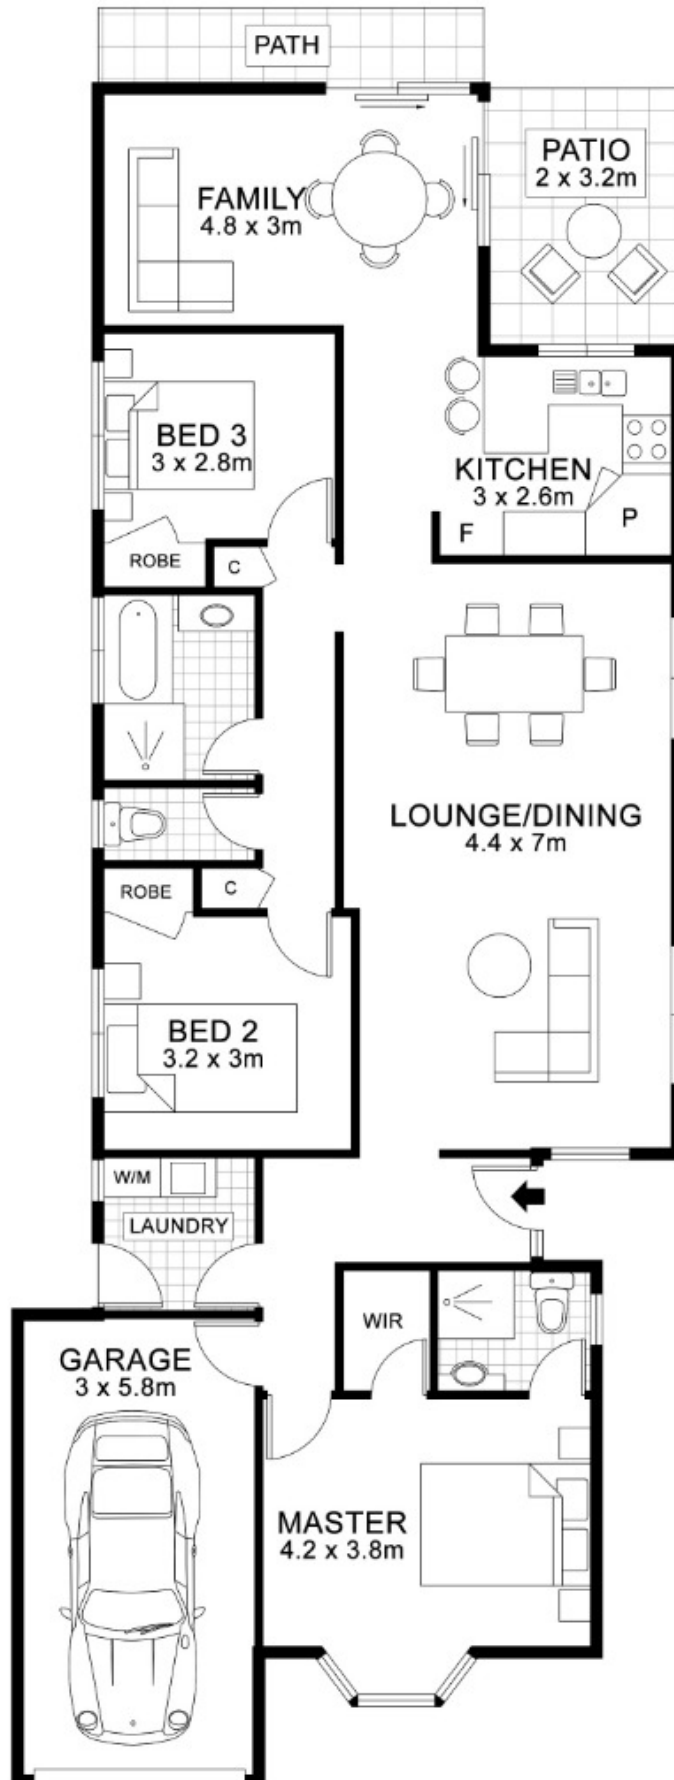 PATH
PATIO
2 x 3.2m
FAMILY
4.8 x 3m
BED 3
3 x 2.8m
KITCHEN
3 x 2.6m
F
P
ROBE
C
LOUNGE/DINING
4.4 x 7m
ROBE
C
BED 2
3.2 x 3m
W/M
LAUNDRY
WIR
GARAGE
3 x 5.8m
MASTER
4.2 x 3.8m